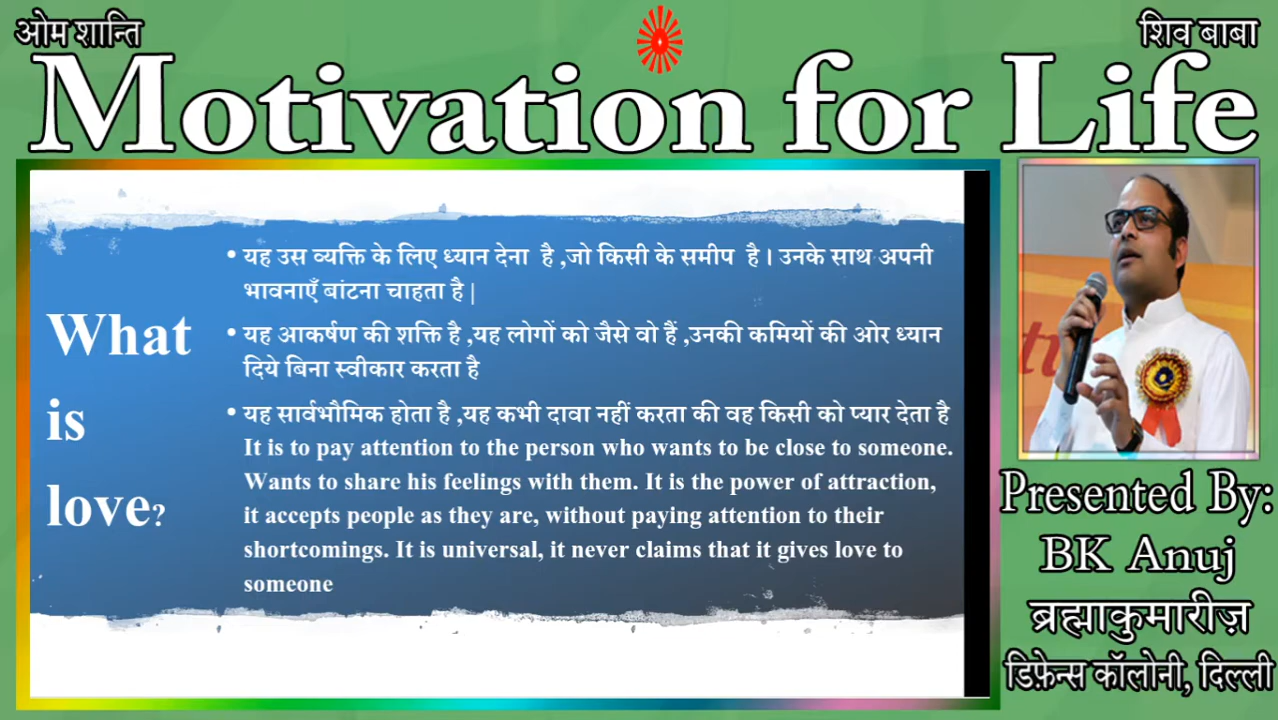 ओम शान्ति
शिव बाबा
Motivation for Life
What
is
love?
• यह उस व्यक्ति के लिए ध्यान देना है ,जो किसी के समीप है। उनके साथ अपनी
भावनाएँ बांटना चाहता है |
• यह आकर्षण की शक्ति है ,यह लोगों को जैसे वो हैं ,उनकी कमियों की ओर ध्यान
दिये बिना स्वीकार करता है
• यह सार्वभौमिक होता है ,यह कभी दावा नहीं करता की वह किसी को प्यार देता है
It is to pay attention to the person who wants to be close to someone.
Wants to share his feelings with them. It is the power of attraction,
it accepts people as they are, without paying attention to their
shortcomings. It is universal, it never claims that it gives love to
someone
Presented By:
BK Anuj
ब्रह्माकुमारीज़
डिफ़ेन्स कॉलोनी, दिल्ली